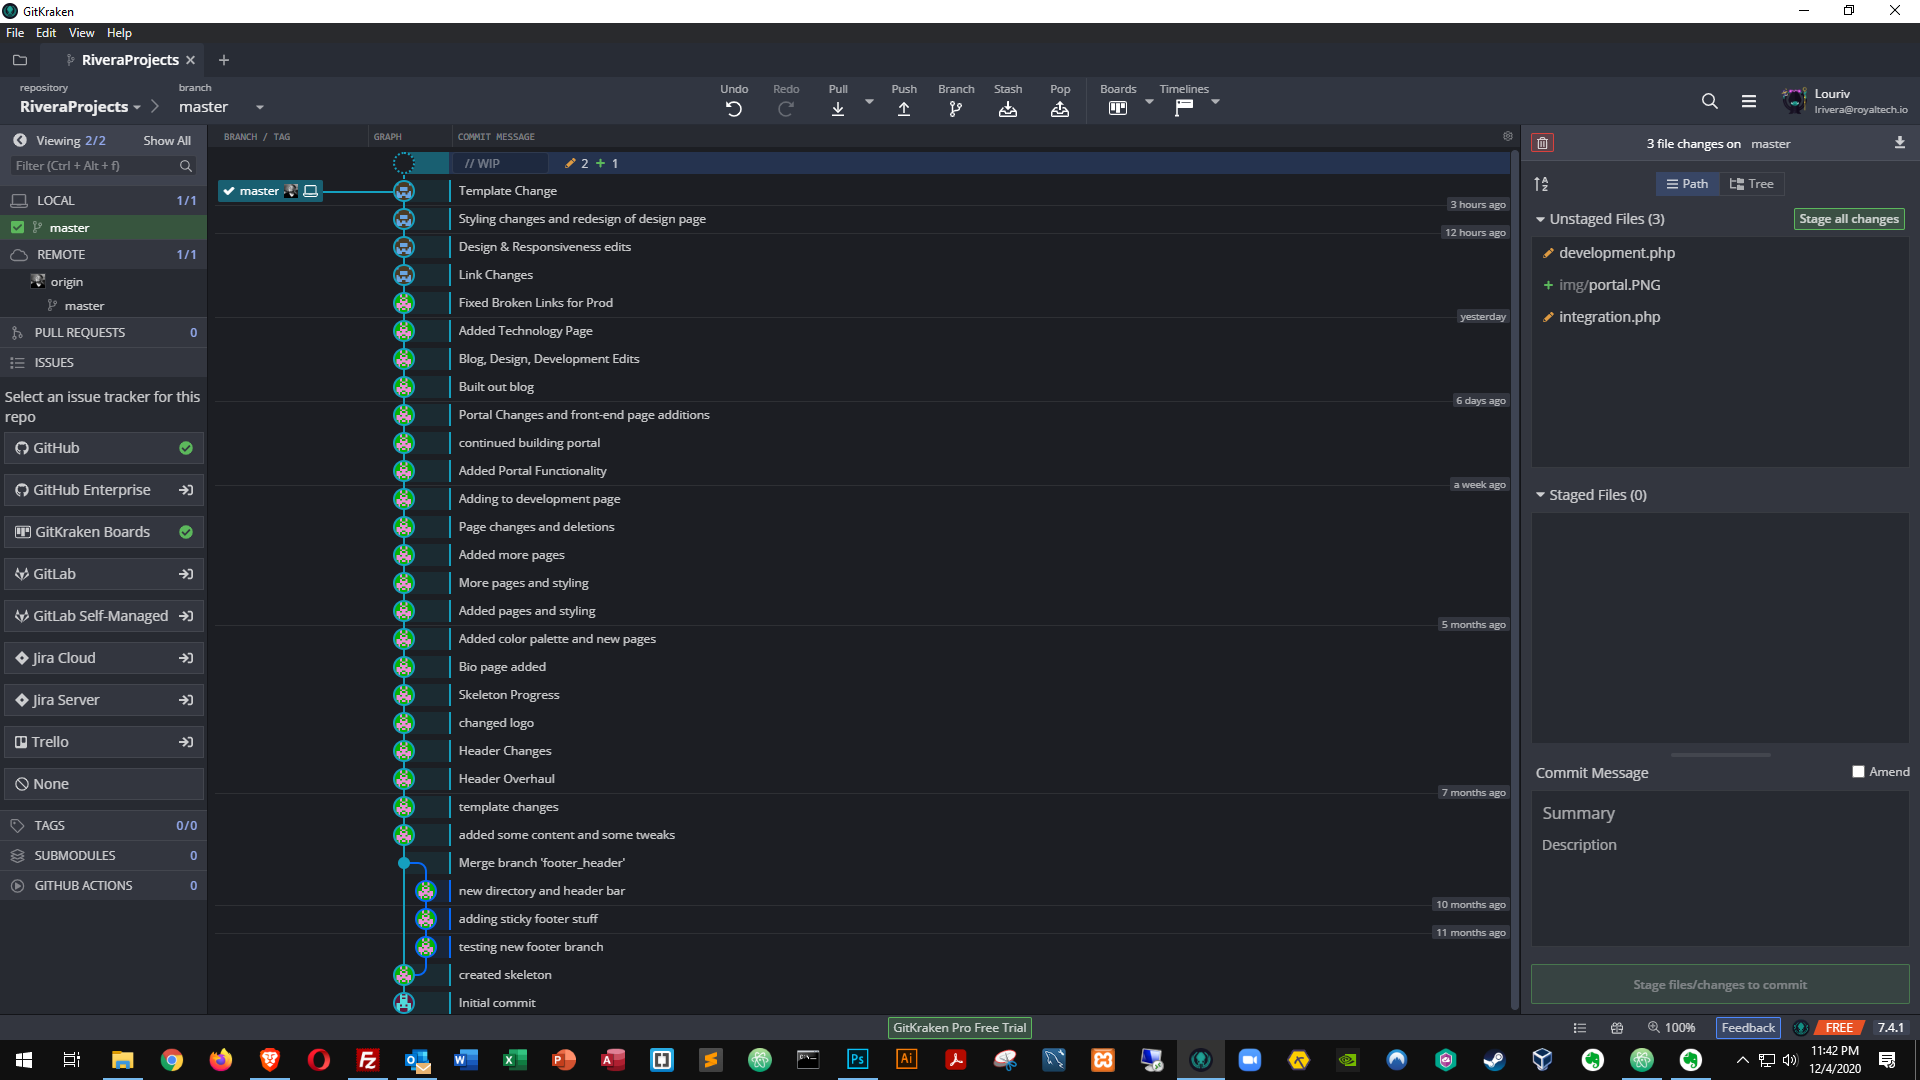 GitKraken
File Edit View Help
RiveraProjects
repository
RiveraProjects
branch
master
Undo
Redo
Pull
Push
Branch
Stash
Pop
Boards
Timelines
Louriv
lrivera@royaltech.io
Viewing 2/2 Show All
Filter (Ctrl + Alt + f)
LOCAL 1/1
master
REMOTE 1/1
origin
master
PULL REQUESTS 0
ISSUES
Select an issue tracker for this
repo
GitHub
GitHub Enterprise
GitKraken Boards
GitLab
GitLab Self-Managed
Jira Cloud
Jira Server
Trello
None
TAGS 0/0
SUBMODULES 0
GITHUB ACTIONS 0
BRANCH / TAG GRAPH COMMIT MESSAGE
// WIP 2 + 1
master Template Change
3 hours ago
Styling changes and redesign of design page
12 hours ago
Design & Responsiveness edits
Link Changes
Fixed Broken Links for Prod
yesterday
Added Technology Page
Blog, Design, Development Edits
Built out blog
6 days ago
Portal Changes and front-end page additions
continued building portal
Added Portal Functionality
a week ago
Adding to development page
Page changes and deletions
Added more pages
More pages and styling
Added pages and styling
5 months ago
Added color palette and new pages
Bio page added
Skeleton Progress
changed logo
Header Changes
Header Overhaul
7 months ago
template changes
added some content and some tweaks
Merge branch 'footer_header'
new directory and header bar
10 months ago
adding sticky footer stuff
11 months ago
testing new footer branch
created skeleton
Initial commit
3 file changes on master
Path Tree
Unstaged Files (3) Stage all changes
development.php
+ img/portal.PNG
integration.php
Staged Files (0)
Commit Message Amend
Summary
Description
Stage files/changes to commit
GitKraken Pro Free Trial
100% Feedback FREE 7.4.1
11:42 PM
12/4/2020